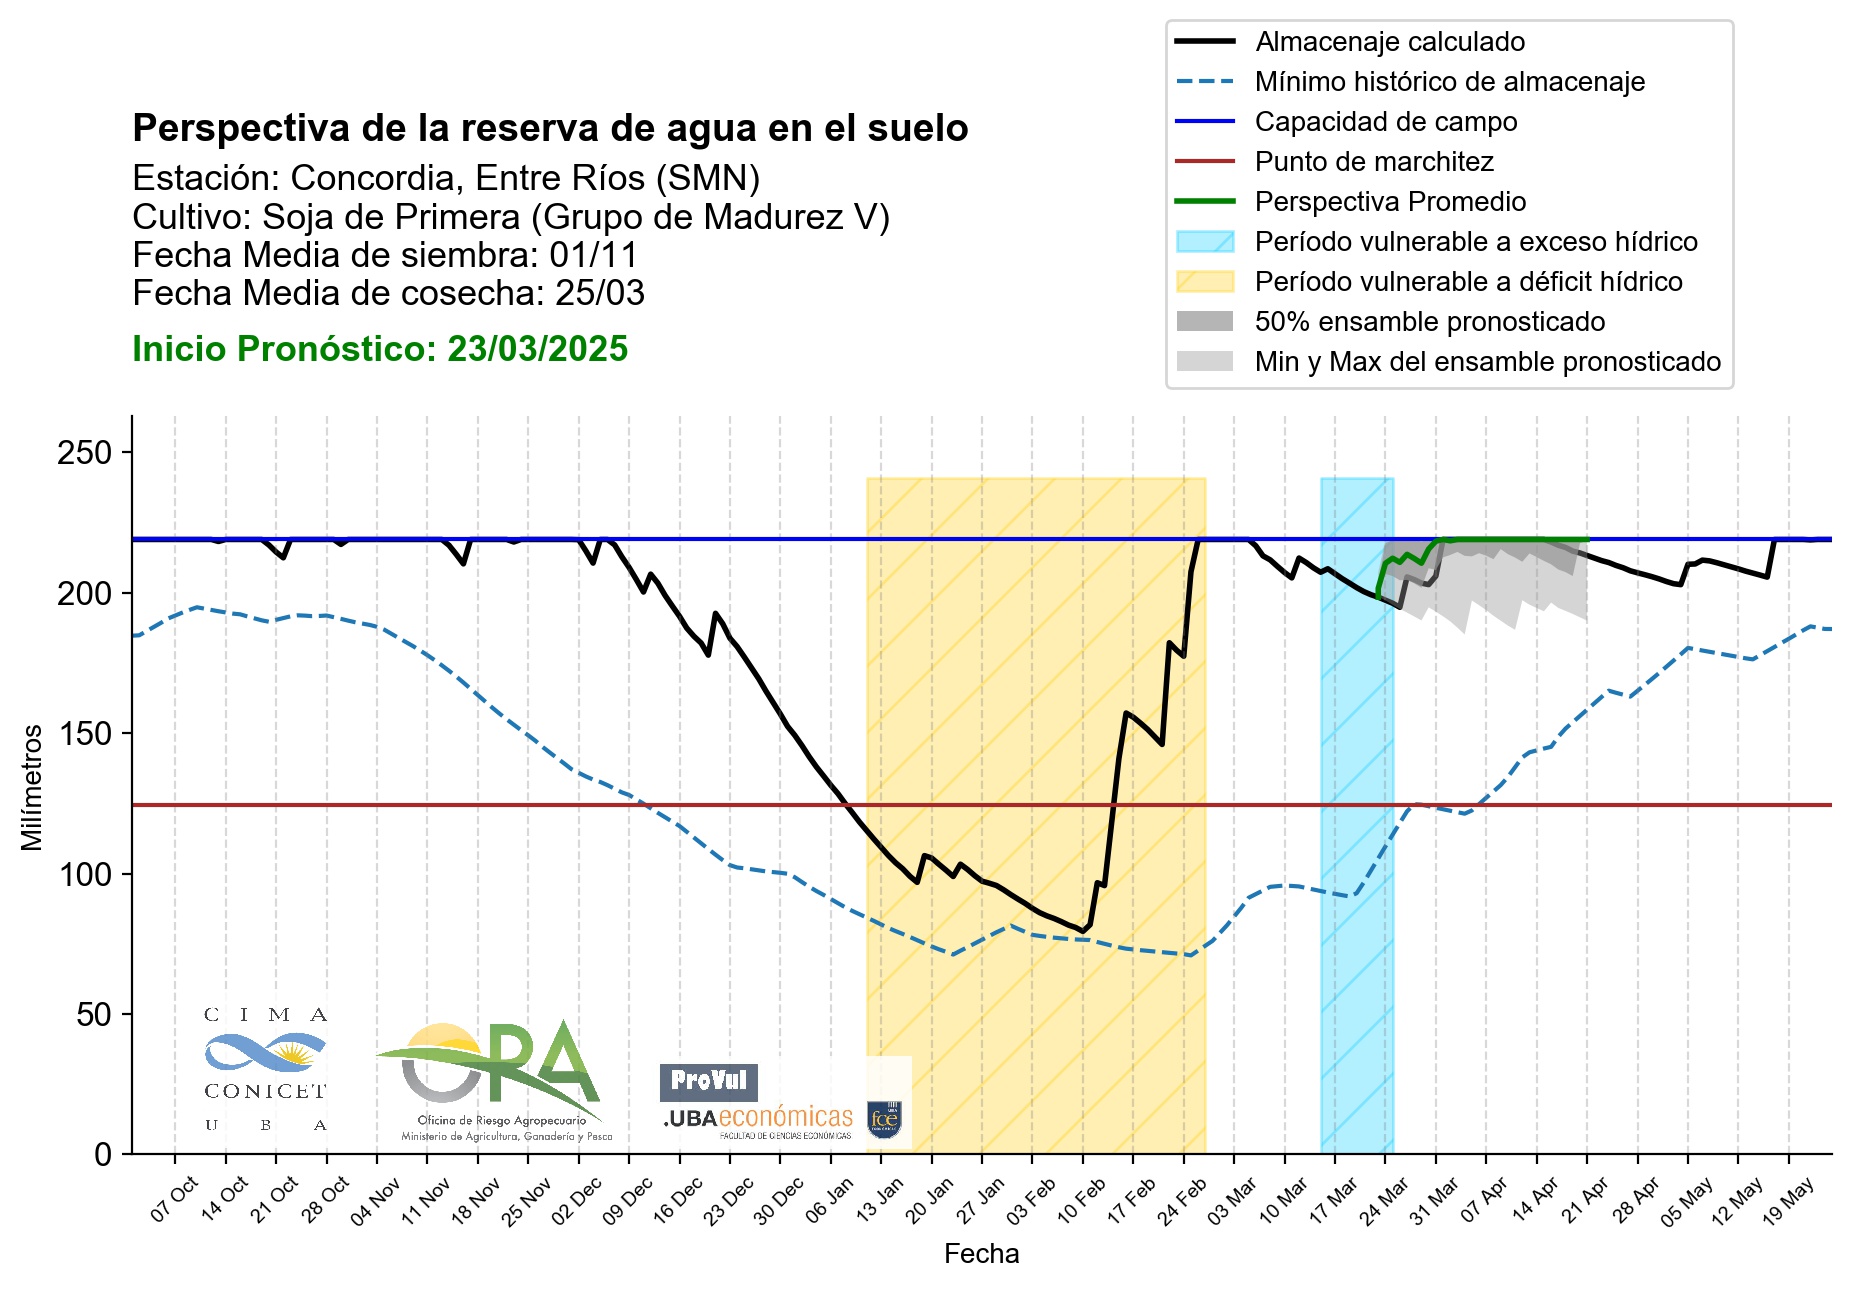 Almacenaje calculado
Mínimo histórico de almacenaje
Capacidad de campo
Punto de marchitez
Perspectiva Promedio
Período vulnerable a exceso hídrico
Período vulnerable a déficit hídrico
50% ensamble pronosticado
Min y Max del ensamble pronosticado
Perspectiva de la reserva de agua en el suelo
Estación: Concordia, Entre Ríos (SMN)
Cultivo: Soja de Primera (Grupo de Madurez V)
Fecha Media de siembra: 01/11
Fecha Media de cosecha: 25/03
Inicio Pronóstico: 23/03/2025
250
200
150
100
50
0
Milímetros
C I M A
CONICET
U B A
OPA
Oficina de Riesgo Agropecuario
Ministerio de Agricultura, Ganadería y Pesca
ProVul
.UBAeconómicas
FACULTAD DE CIENCIAS ECONÓMICAS
UBA
fce
07 Oct
14 Oct
21 Oct
28 Oct
04 Nov
11 Nov
18 Nov
25 Nov
02 Dec
09 Dec
16 Dec
23 Dec
30 Dec
06 Jan
13 Jan
20 Jan
27 Jan
03 Feb
10 Feb
17 Feb
24 Feb
03 Mar
10 Mar
17 Mar
24 Mar
31 Mar
07 Apr
14 Apr
21 Apr
28 Apr
05 May
12 May
19 May
Fecha